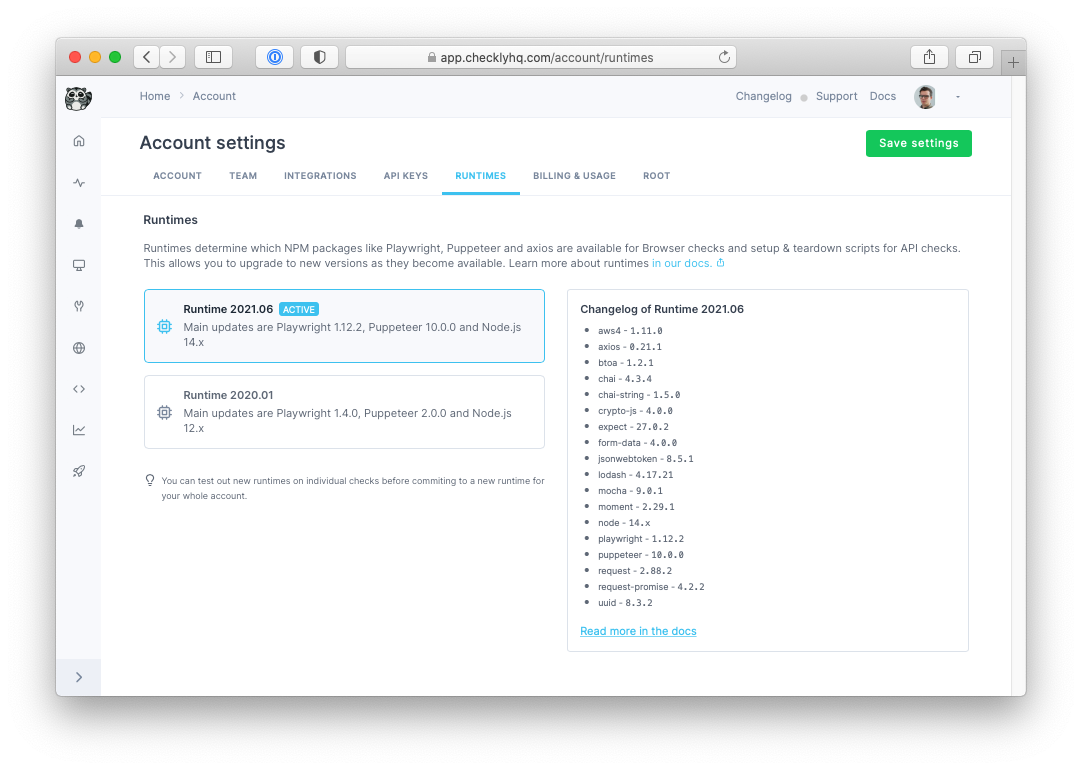 app.checklyhq.com/account/runtimes
Home
Account
Changelog
Support
Docs
Account settings
Save settings
ACCOUNT
TEAM
INTEGRATIONS
API KEYS
RUNTIMES
BILLING & USAGE
ROOT
Runtimes
Runtimes determine which NPM packages like Playwright, Puppeteer and axios are available for Browser checks and setup & teardown scripts for API checks.
This allows you to upgrade to new versions as they become available. Learn more about runtimes in our docs.
Runtime 2021.06 ACTIVE
Main updates are Playwright 1.12.2, Puppeteer 10.0.0 and Node.js
14.x
Runtime 2020.01
Main updates are Playwright 1.4.0, Puppeteer 2.0.0 and Node.js
12.x
You can test out new runtimes on individual checks before commiting to a new runtime for
your whole account.
Changelog of Runtime 2021.06
aws4 - 1.11.0
axios - 0.21.1
btoa - 1.2.1
chai - 4.3.4
chai-string - 1.5.0
crypto-js - 4.0.0
expect - 27.0.2
form-data - 4.0.0
jsonwebtoken - 8.5.1
lodash - 4.17.21
mocha - 9.0.1
moment - 2.29.1
node - 14.x
playwright - 1.12.2
puppeteer - 10.0.0
request - 2.88.2
request-promise - 4.2.2
uuid - 8.3.2
Read more in the docs